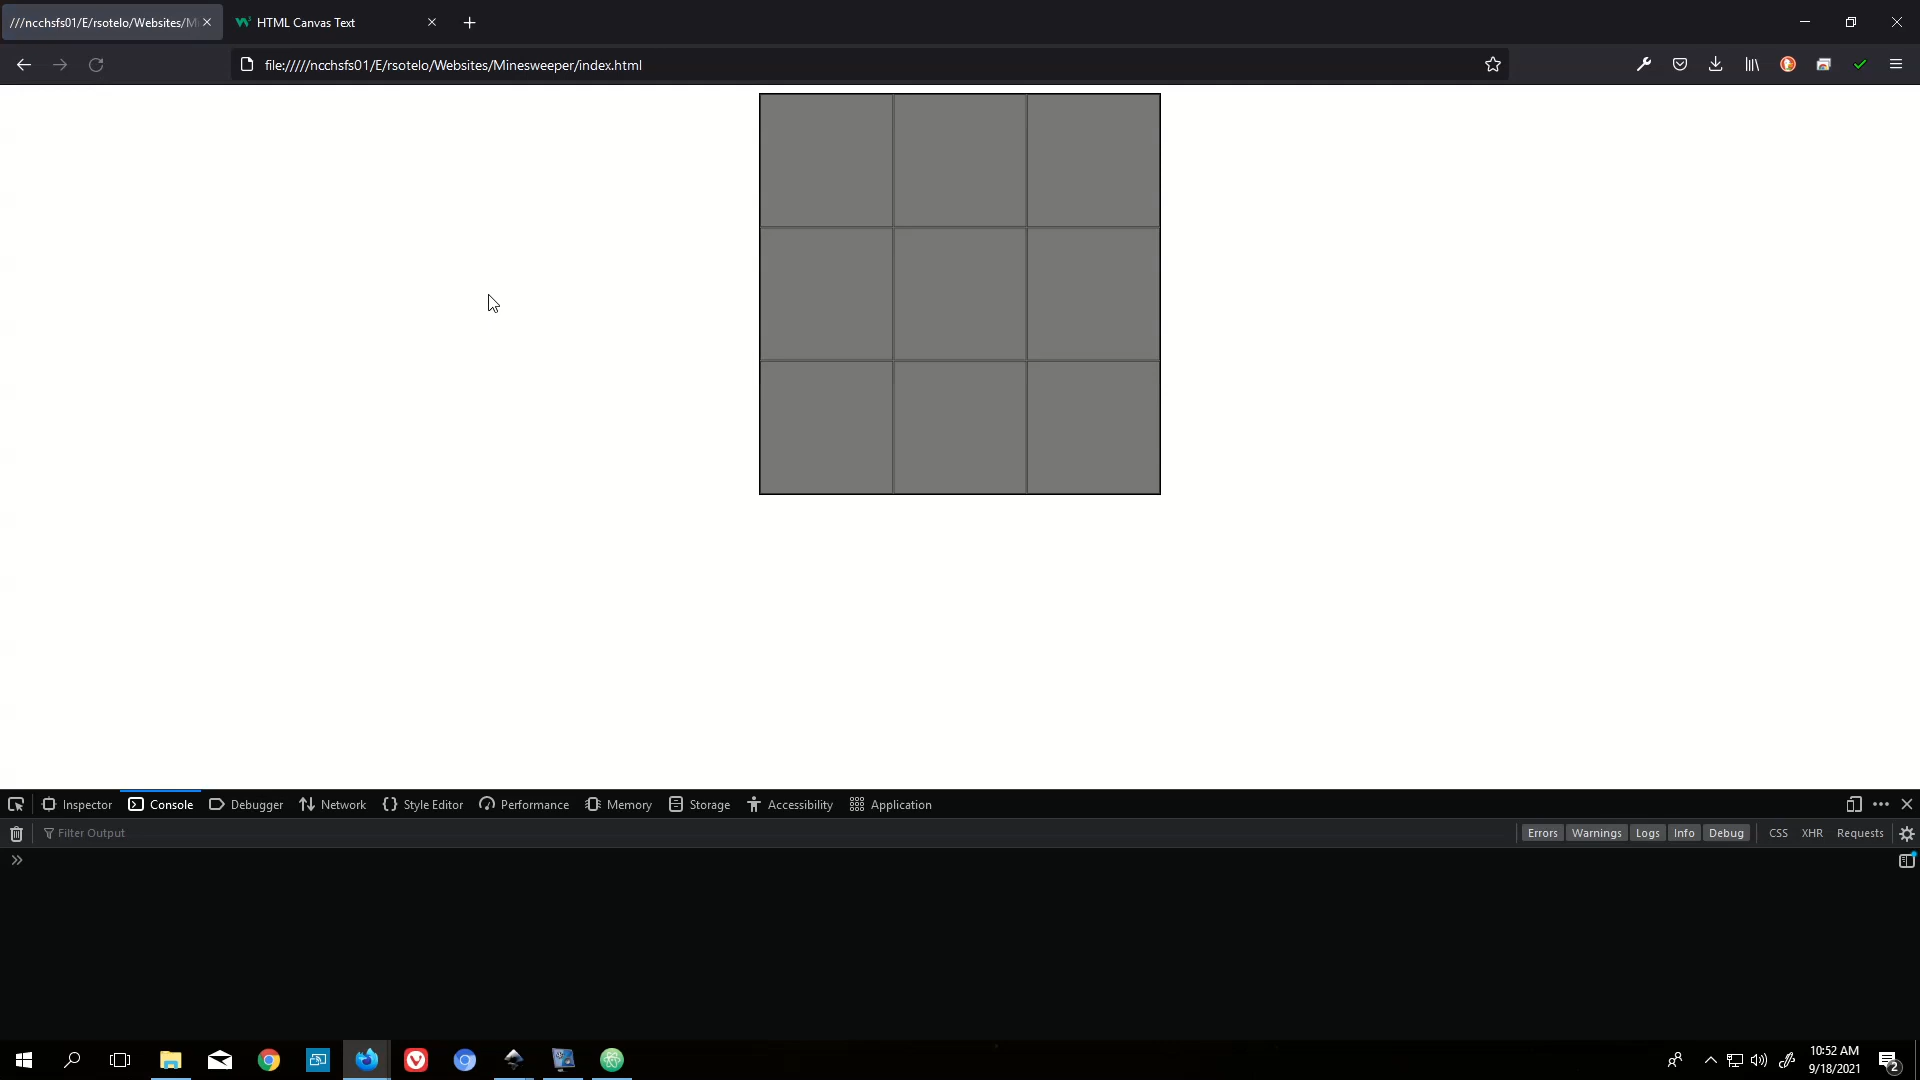 ///ncchsfs01/E/rsotelo/Websites/M
HTML Canvas Text
file://///ncchsfs01/E/rsotelo/Websites/Minesweeper/index.html
Inspector Console Debugger Network Style Editor Performance Memory Storage Accessibility Application
Filter Output Errors Warnings Logs Info Debug CSS XHR Requests
10:52 AM
9/18/2021
2